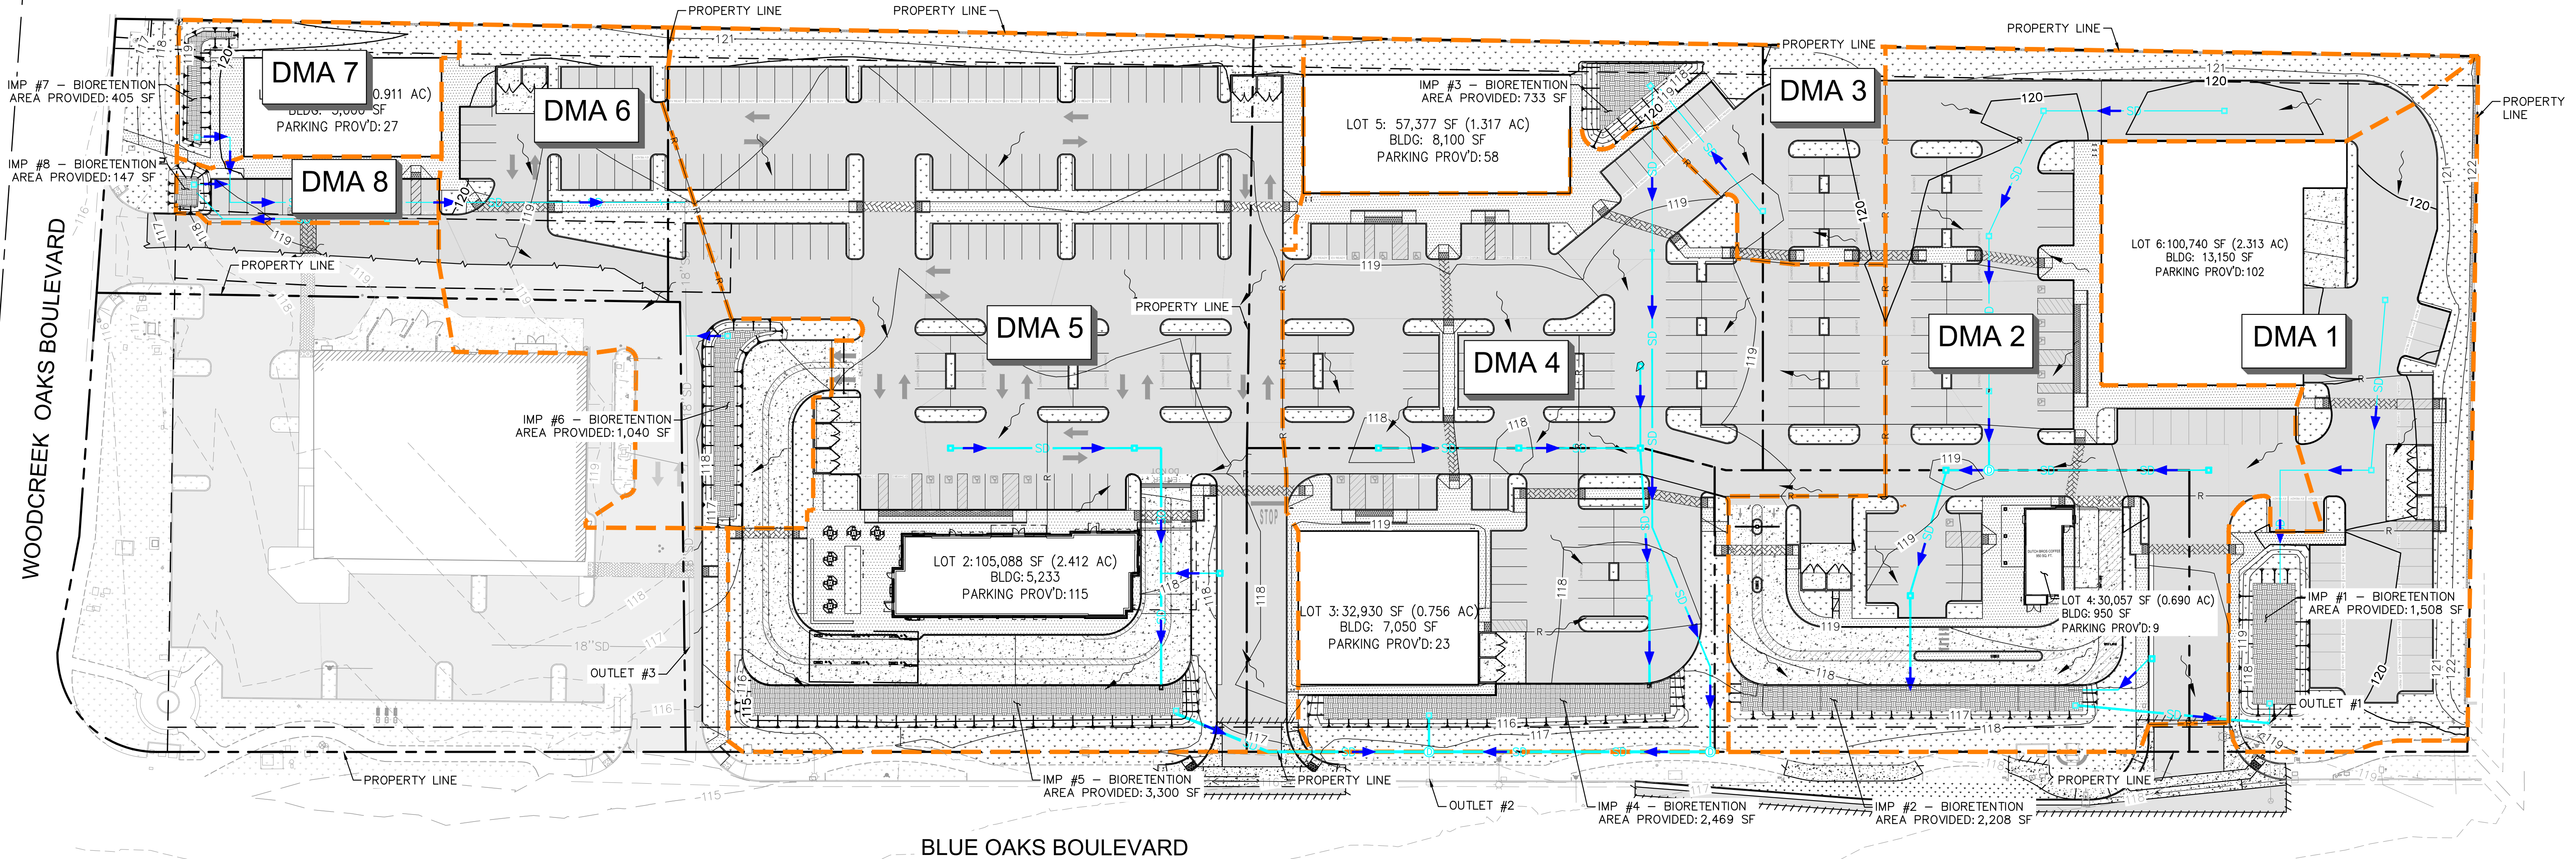 PROPERTY LINE
PROPERTY LINE
PROPERTY LINE
PROPERTY LINE
PROPERTY
LINE
DMA 7
0.911 AC)
PARKING PROV'D: 27
IMP #7 – BIORETENTION
AREA PROVIDED: 405 SF
IMP #8 – BIORETENTION
AREA PROVIDED: 147 SF
DMA 8
DMA 6
IMP #3 – BIORETENTION
AREA PROVIDED: 733 SF
LOT 5: 57,377 SF (1.317 AC)
BLDG: 8,100 SF
PARKING PROV'D: 58
DMA 3
LOT 6:100,740 SF (2.313 AC)
BLDG: 13,150 SF
PARKING PROV'D:102
PROPERTY LINE
PROPERTY LINE
DMA 5
DMA 4
DMA 2
DMA 1
WOODCREEK OAKS BOULEVARD
IMP #6 – BIORETENTION
AREA PROVIDED: 1,040 SF
STOP
LOT 2:105,088 SF (2.412 AC)
BLDG: 5,233
PARKING PROV'D: 115
LOT 3: 32,930 SF (0.756 AC)
BLDG: 7,050 SF
PARKING PROV'D: 23
LOT 4:30,057 SF (0.690 AC)
BLDG: 950 SF
PARKING PROV'D: 9
IMP #1 – BIORETENTION
AREA PROVIDED: 1,508 SF
18"SD
OUTLET #3
OUTLET #1
PROPERTY LINE
PROPERTY LINE
PROPERTY LINE
IMP #5 – BIORETENTION
AREA PROVIDED: 3,300 SF
OUTLET #2
IMP #4 – BIORETENTION
AREA PROVIDED: 2,469 SF
IMP #2 – BIORETENTION
AREA PROVIDED: 2,208 SF
BLUE OAKS BOULEVARD